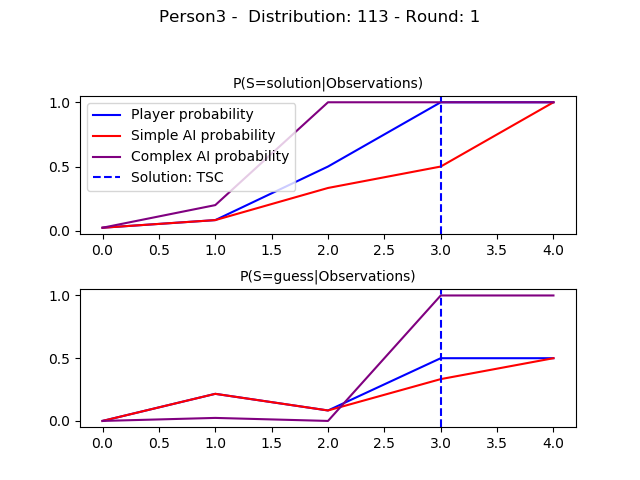 Person3 -  Distribution: 113 - Round: 1
P(S=solution|Observations)
1.0
0.5
0.0
Player probability
Simple AI probability
Complex AI probability
Solution: TSC
0.0 0.5 1.0 1.5 2.0 2.5 3.0 3.5 4.0
P(S=guess|Observations)
1.0
0.5
0.0
0.0 0.5 1.0 1.5 2.0 2.5 3.0 3.5 4.0